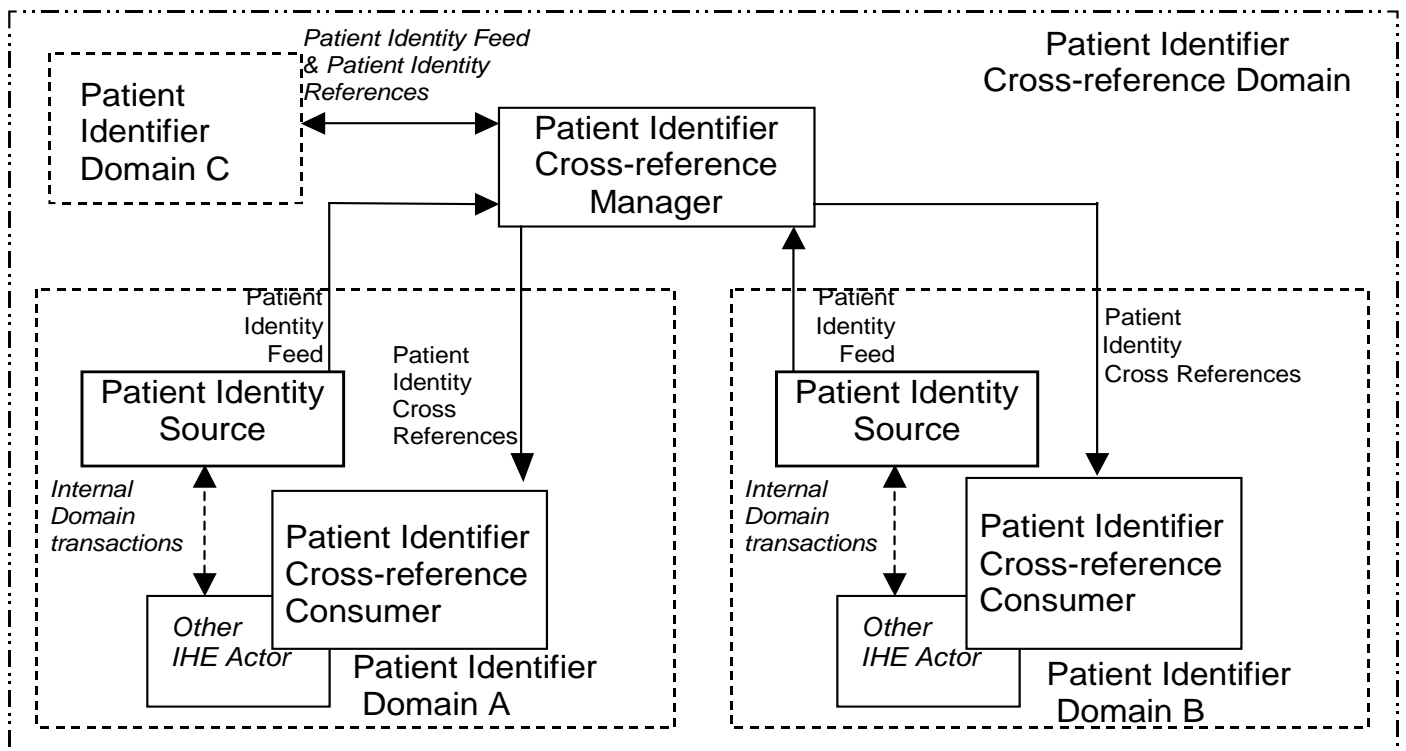 Patient Identity Feed
& Patient Identity
References
Patient Identifier
Cross-reference Domain
Patient
Identifier
Domain C
Patient Identifier
Cross-reference
Manager
Patient
Identity
Feed
Patient
Identity
Cross
References
Patient Identity
Source
Internal
Domain
transactions
Patient Identifier
Cross-reference
Consumer
Other
IHE Actor
Patient Identifier
Domain A
Patient
Identity
Feed
Patient
Identity
Cross References
Patient Identity
Source
Internal
Domain
transactions
Patient Identifier
Cross-reference
Consumer
Other
IHE Actor
Patient Identifier
Domain B